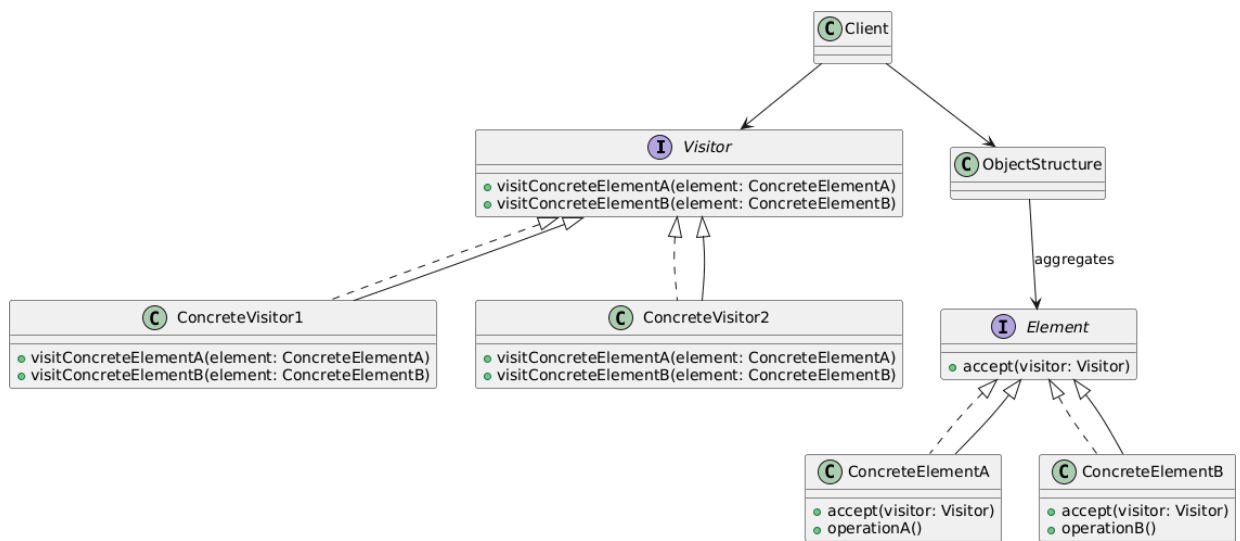 C Client
I Visitor
+ visitConcreteElementA(element: ConcreteElementA)
+ visitConcreteElementB(element: ConcreteElementB)
C ObjectStructure
aggregates
C ConcreteVisitor1
visitConcreteElementA(element: ConcreteElementA)
visitConcreteElementB(element: ConcreteElementB)
C ConcreteVisitor2
visitConcreteElementA(element: ConcreteElementA)
visitConcreteElementB(element: ConcreteElementB)
I Element
accept(visitor: Visitor)
C ConcreteElementA
accept(visitor: Visitor)
operationA()
C ConcreteElementB
accept(visitor: Visitor)
operationB()